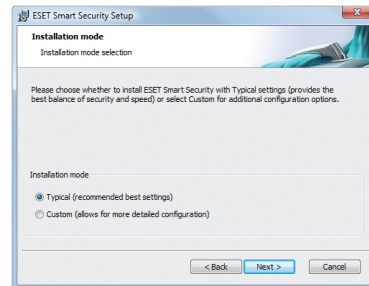 ESET Smart Security Setup
Installation mode
Installation mode selection
Please choose whether to install ESET Smart Security with Typical settings (provides the
best balance of security and speed) or select Custom for additional configuration options.
Installation mode
Typical (recommended best settings)
Custom (allows for more detailed configuration)
< Back Next > Cancel